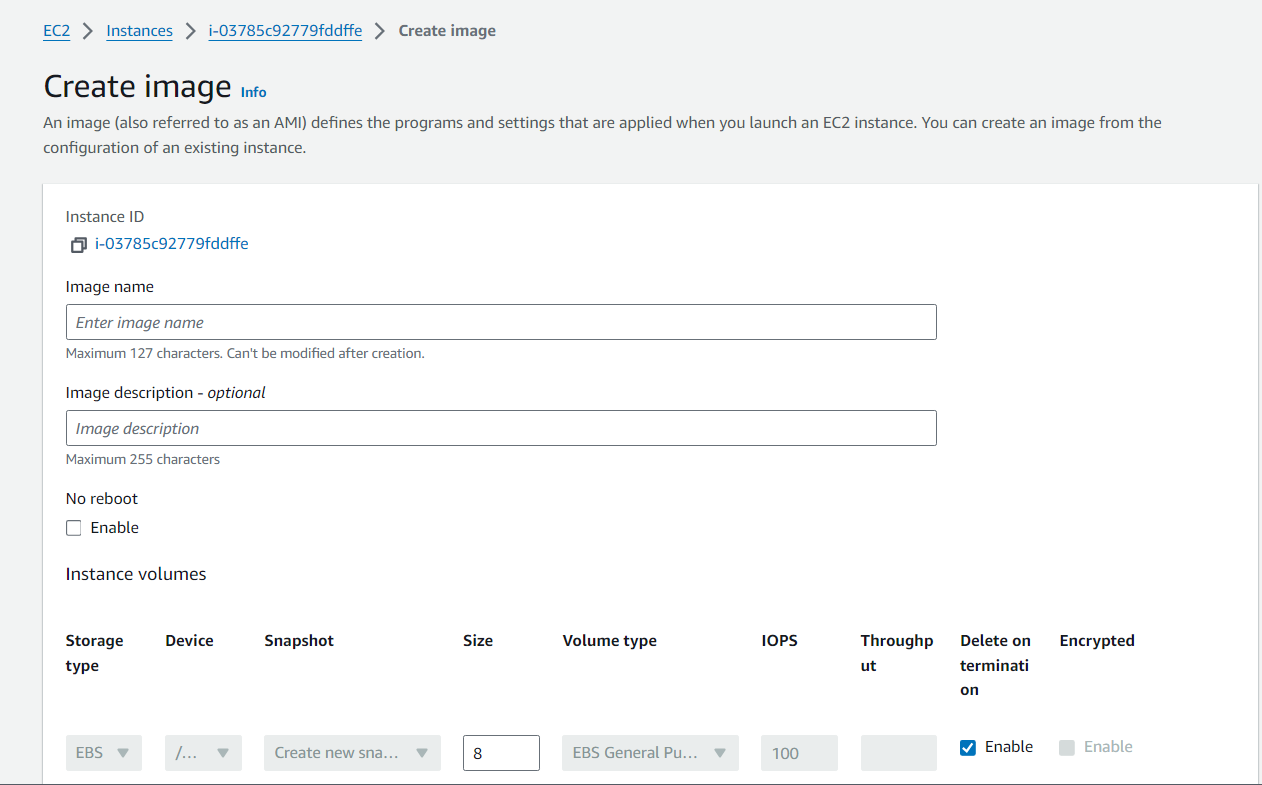 EC2 > Instances > i-03785c92779fddffe > Create image
Create image Info
An image (also referred to as an AMI) defines the programs and settings that are applied when you launch an EC2 instance. You can create an image from the
configuration of an existing instance.
Instance ID
i-03785c92779fddffe
Image name
Enter image name
Maximum 127 characters. Can't be modified after creation.
Image description - optional
Image description
Maximum 255 characters
No reboot
Enable
Instance volumes
Storage Device Snapshot Size Volume type IOPS Throughp Delete on Encrypted
type ut terminati
on
EBS /... Create new sna... 8 EBS General Pu... 100 Enable Enable